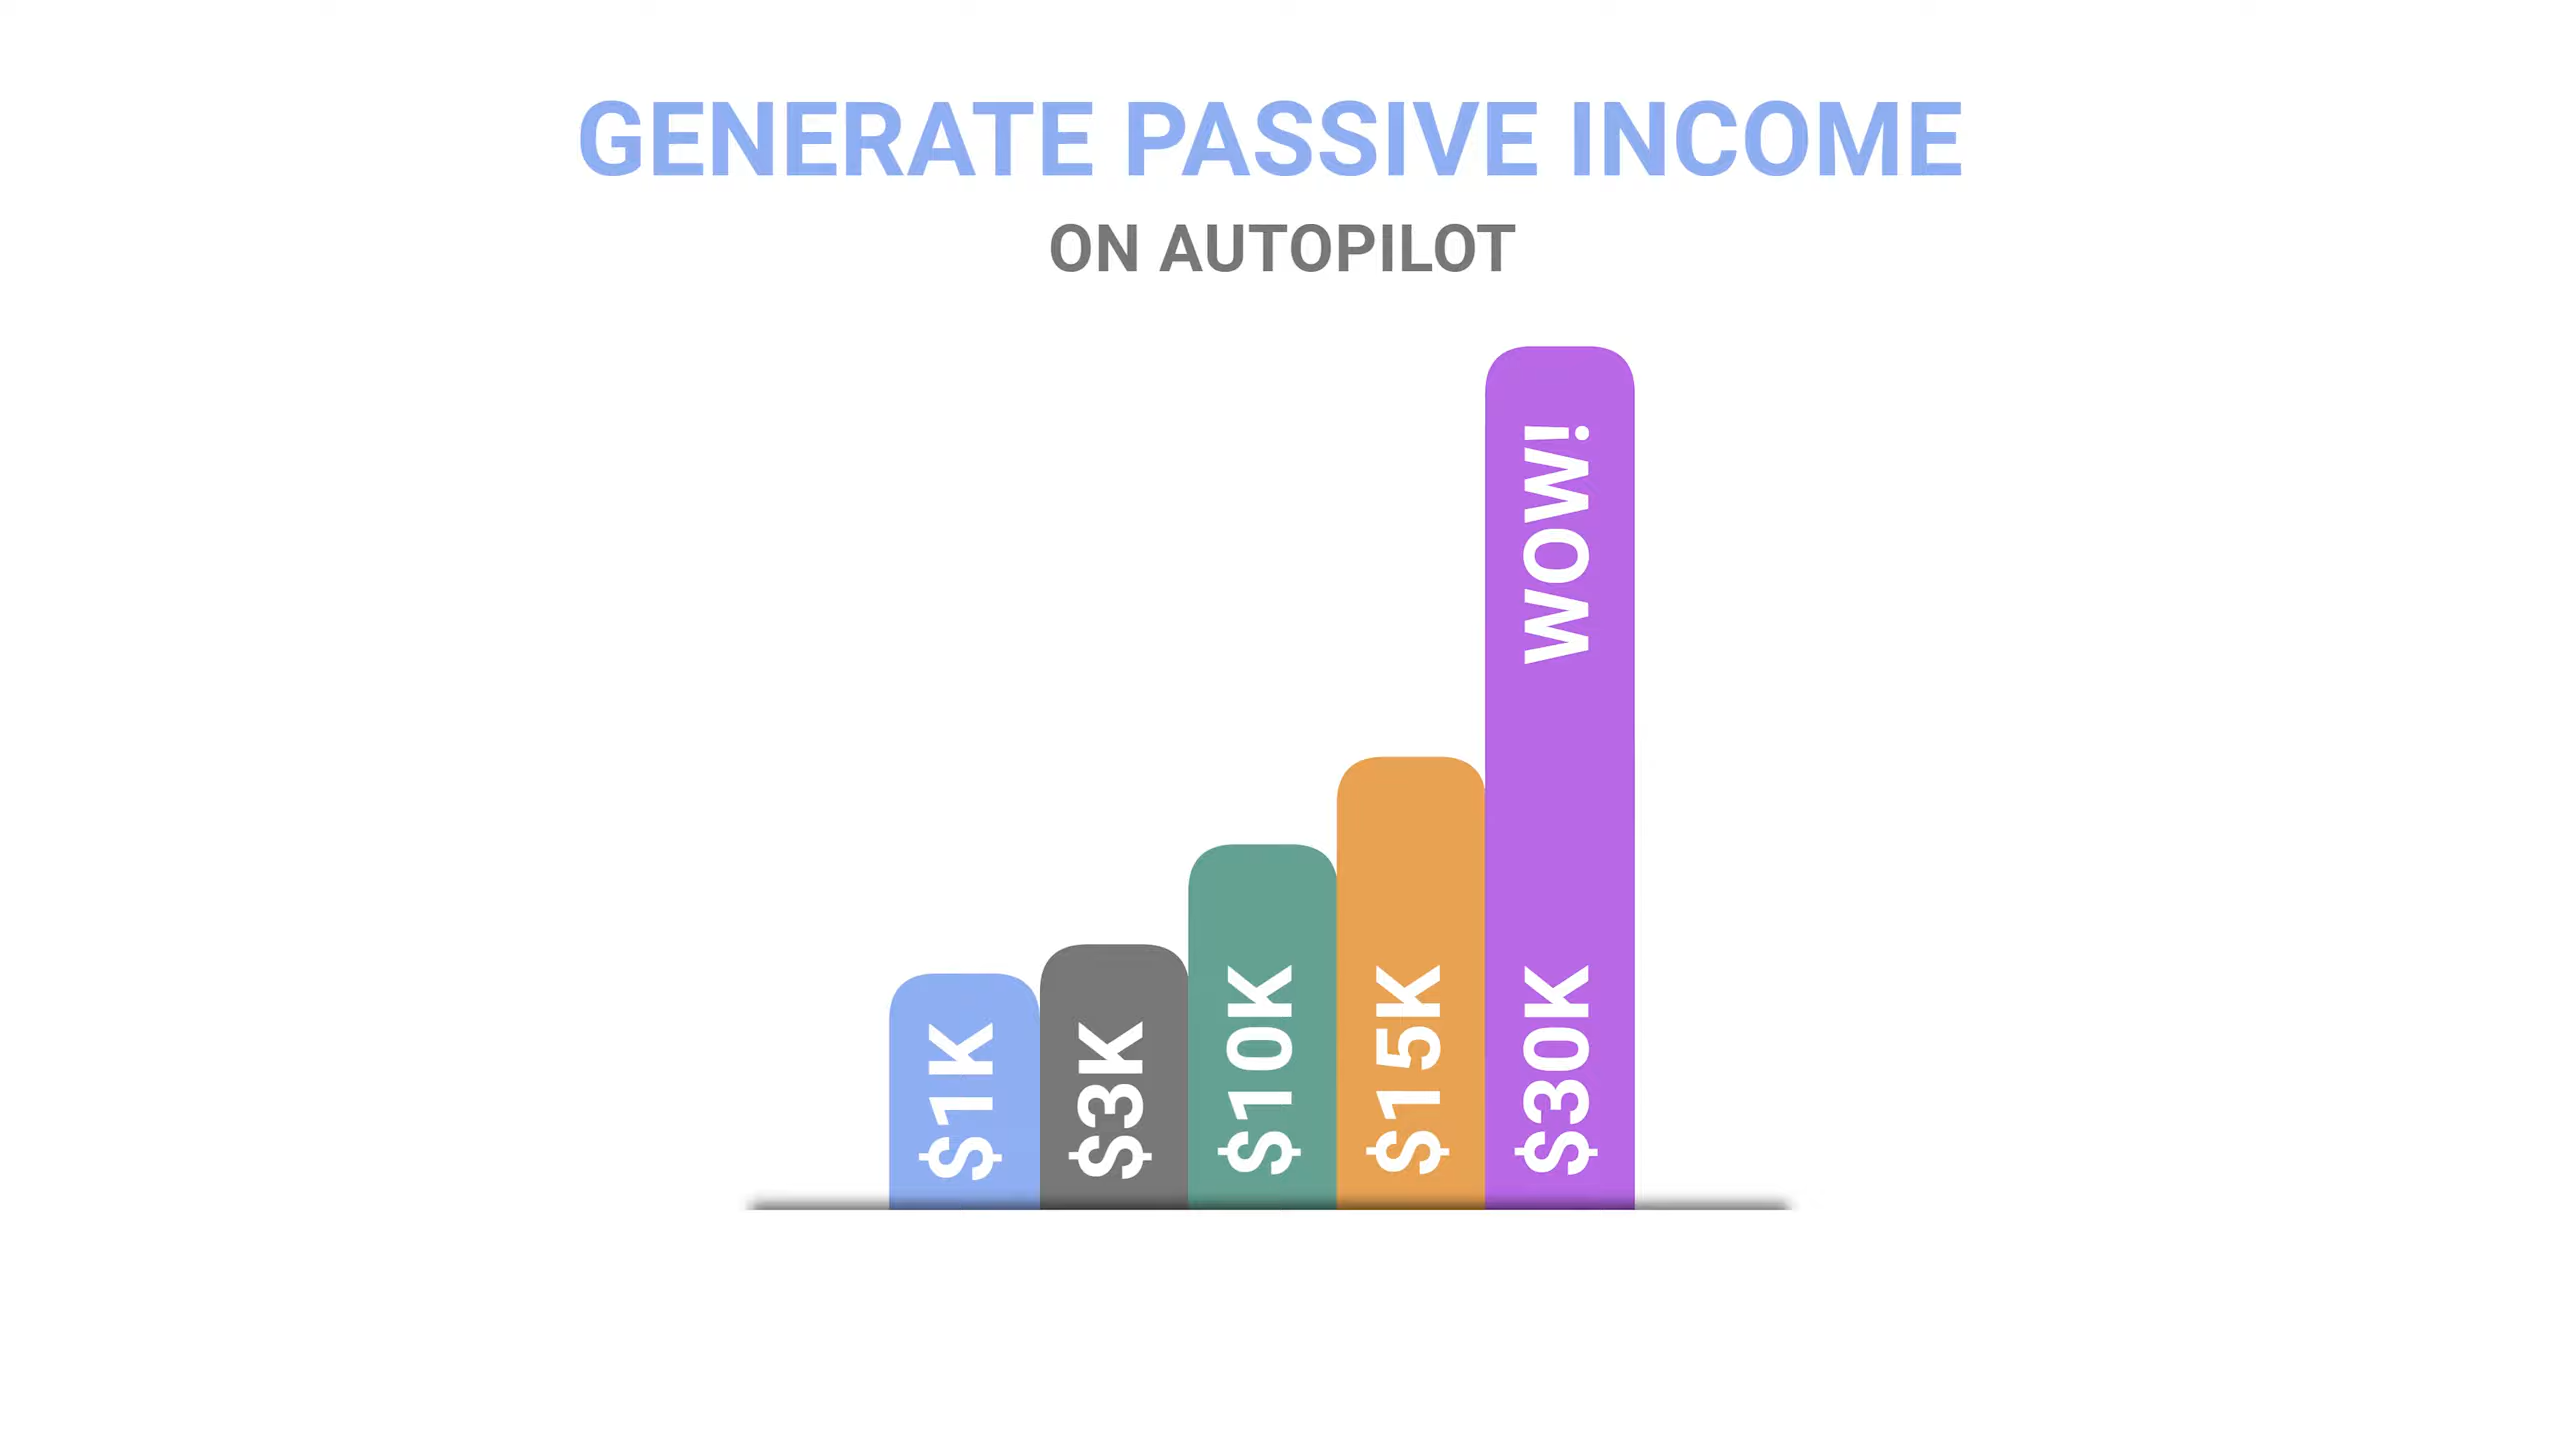 GENERATE PASSIVE INCOME
ON AUTOPILOT
$1K
$3K
$10K
$15K
$30K
WOW!